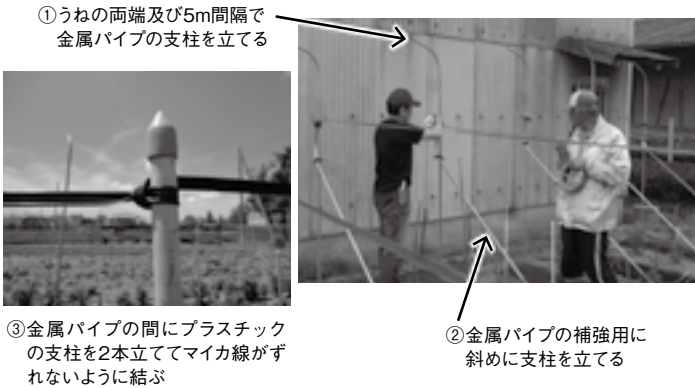 ①うねの両端及び5m間隔で
金属パイプの支柱を立てる
③金属パイプの間にプラスチック
の支柱を2本立ててマイカ線がず
れないように結ぶ
②金属パイプの補強用に
斜めに支柱を立てる